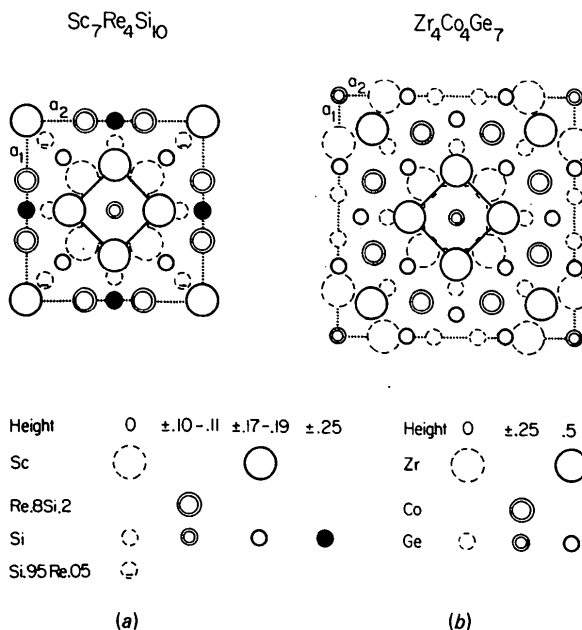 Sc7Re4Si10
Zr4Co4Ge7
a2
a1
a2
a1
Height 0 ±.10-.11 ±.17-.19 ±.25
Sc
Re.8Si.2
Si
Si.95Re.05
(a)
Height 0 ±.25 .5
Zr
Co
Ge
(b)